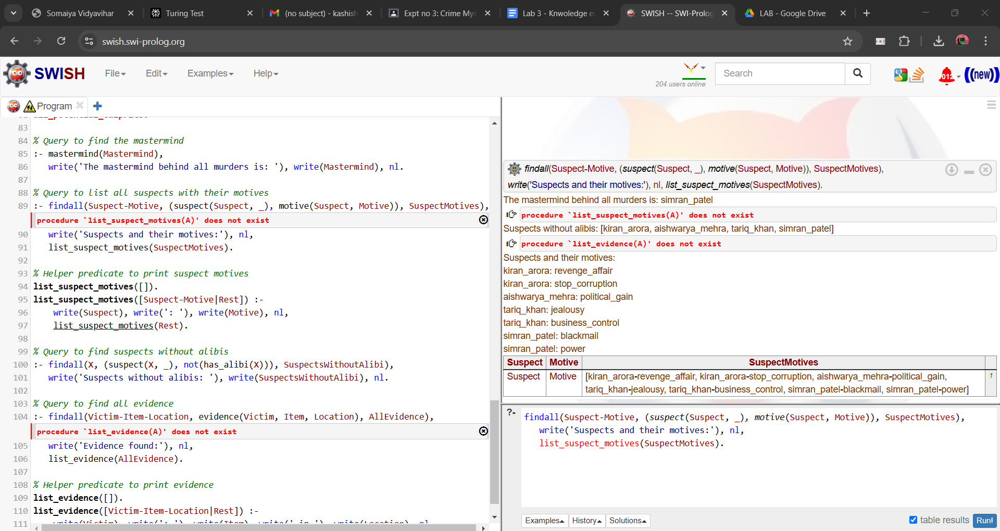 Somaiya Vidyavihar
Turing Test
(no subject) - kashish
Expt no 3: Crime Mys
Lab 3 - Knwoledge e
SWISH -- SWI-Prolog
LAB - Google Drive
swish.swi-prolog.org
SWISH
File
Edit
Examples
Help
204 users online
Search
012
((new))
Program
83
84 % Query to find the mastermind
85 :- mastermind(Mastermind),
86 write('The mastermind behind all murders is: '), write(Mastermind), nl.
87
88 % Query to list all suspects with their motives
89 :- findall(Suspect-Motive, (suspect(Suspect, _), motive(Suspect, Motive)), SuspectMotives),
procedure `list_suspect_motives(A)' does not exist
90 write('Suspects and their motives:'), nl,
91 list_suspect_motives(SuspectMotives).
92
93 % Helper predicate to print suspect motives
94 list_suspect_motives([]).
95 list_suspect_motives([Suspect-Motive|Rest]) :-
96 write(Suspect), write(': '), write(Motive), nl,
97 list_suspect_motives(Rest).
98
99 % Query to find suspects without alibis
100 :- findall(X, (suspect(X, _), not(has_alibi(X))), SuspectsWithoutAlibi),
101 write('Suspects without alibis: '), write(SuspectsWithoutAlibi), nl.
102
103 % Query to find all evidence
104 :- findall(Victim-Item-Location, evidence(Victim, Item, Location), AllEvidence),
procedure `list_evidence(A)' does not exist
105 write('Evidence found:'), nl,
106 list_evidence(AllEvidence).
107
108 % Helper predicate to print evidence
109 list_evidence([]).
110 list_evidence([Victim-Item-Location|Rest]) :-
111
findall(Suspect-Motive, (suspect(Suspect, _), motive(Suspect, Motive)), SuspectMotives),
write('Suspects and their motives:'), nl, list_suspect_motives(SuspectMotives).
The mastermind behind all murders is: simran_patel
procedure `list_suspect_motives(A)' does not exist
Suspects without alibis: [kiran_arora, aishwarya_mehra, tariq_khan, simran_patel]
procedure `list_evidence(A)' does not exist
Suspects and their motives:
kiran_arora: revenge_affair
kiran_arora: stop_corruption
aishwarya_mehra: political_gain
tariq_khan: jealousy
tariq_khan: business_control
simran_patel: blackmail
simran_patel: power
Suspect Motive SuspectMotives
Suspect Motive [kiran_arora-revenge_affair, kiran_arora-stop_corruption, aishwarya_mehra-political_gain, 1
tariq_khan-jealousy, tariq_khan-business_control, simran_patel-blackmail, simran_patel-power]
?- findall(Suspect-Motive, (suspect(Suspect, _), motive(Suspect, Motive)), SuspectMotives),
write('Suspects and their motives:'), nl,
list_suspect_motives(SuspectMotives).
Examples
History
Solutions
table results
Run!